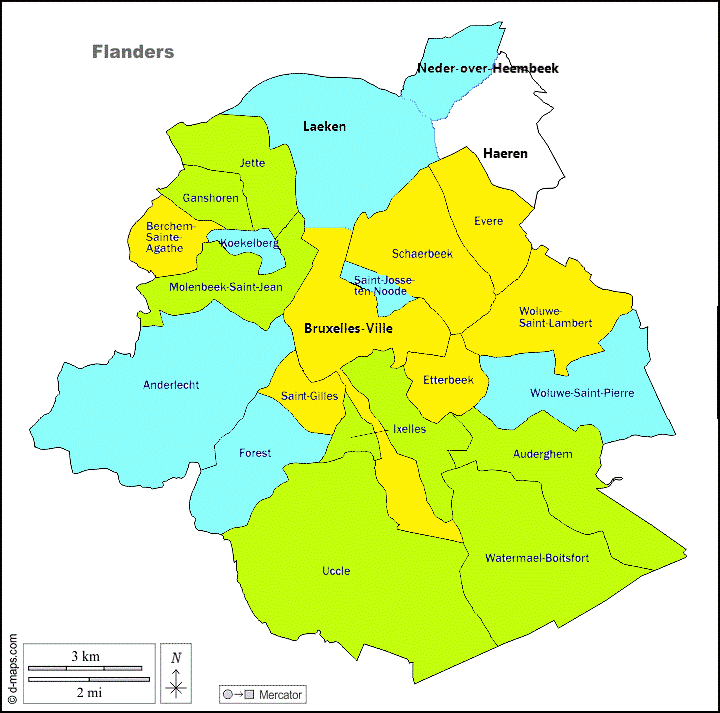 Flanders
Neder-over-Heembeek
Laeken
Haeren
Jette
Ganshoren
Evere
Berchem-
Sainte
Agathe
Koekelberg
Schaerbeek
Saint-Josse-
ten-Noode
Molenbeek-Saint-Jean
Woluwe-
Saint-Lambert
Bruxelles-Ville
Anderlecht
Etterbeek
Woluwe-Saint-Pierre
Saint-Gilles
Ixelles
Forest
Auderghem
Watermael-Boitsfort
Uccle
© d-maps.com
3 km
2 mi
N
Mercator